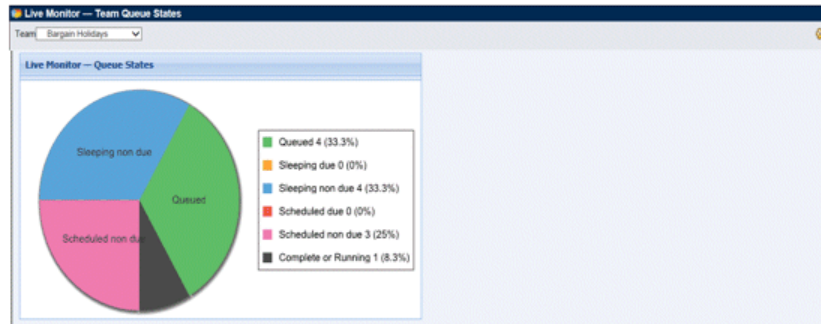 Live Monitor — Team Queue States
Team Bargain Holidays
Live Monitor — Queue States
Sleeping non due
Queued
Scheduled non due
Queued 4 (33.3%)
Sleeping due 0 (0%)
Sleeping non due 4 (33.3%)
Scheduled due 0 (0%)
Scheduled non due 3 (25%)
Complete or Running 1 (8.3%)